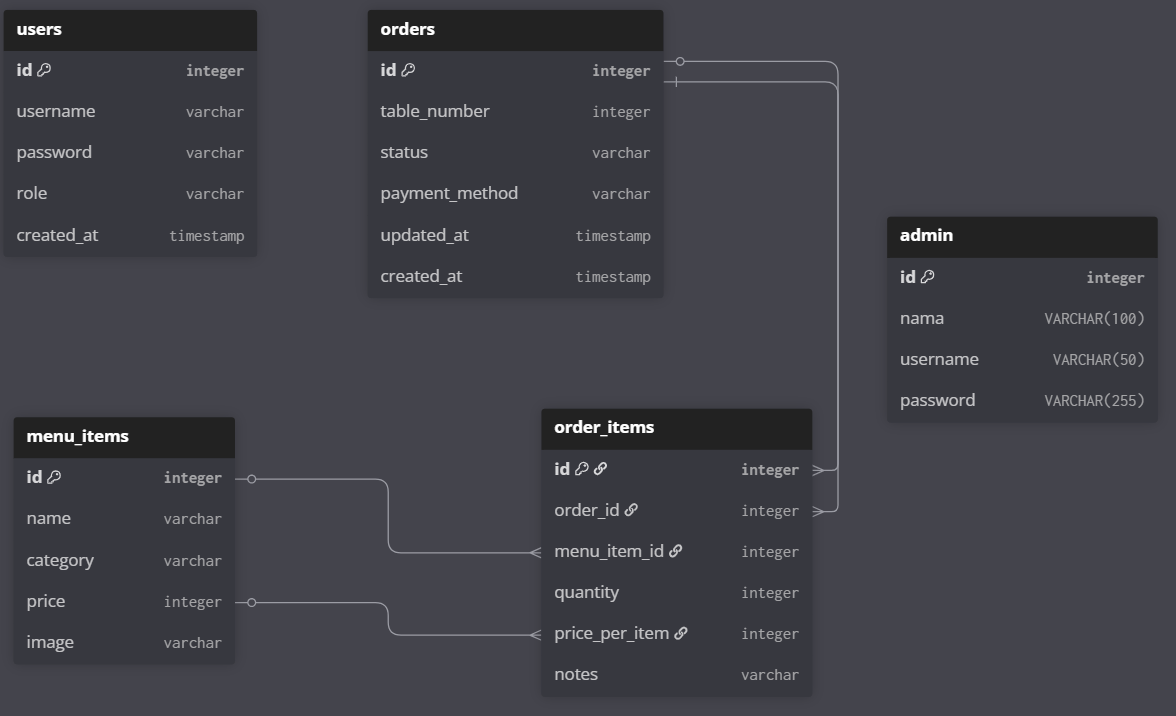 users
id integer
username varchar
password varchar
role varchar
created_at timestamp
orders
id integer
table_number integer
status varchar
payment_method varchar
updated_at timestamp
created_at timestamp
admin
id integer
nama VARCHAR(100)
username VARCHAR(50)
password VARCHAR(255)
menu_items
id integer
name varchar
category varchar
price integer
image varchar
order_items
id integer
order_id integer
menu_item_id integer
quantity integer
price_per_item integer
notes varchar